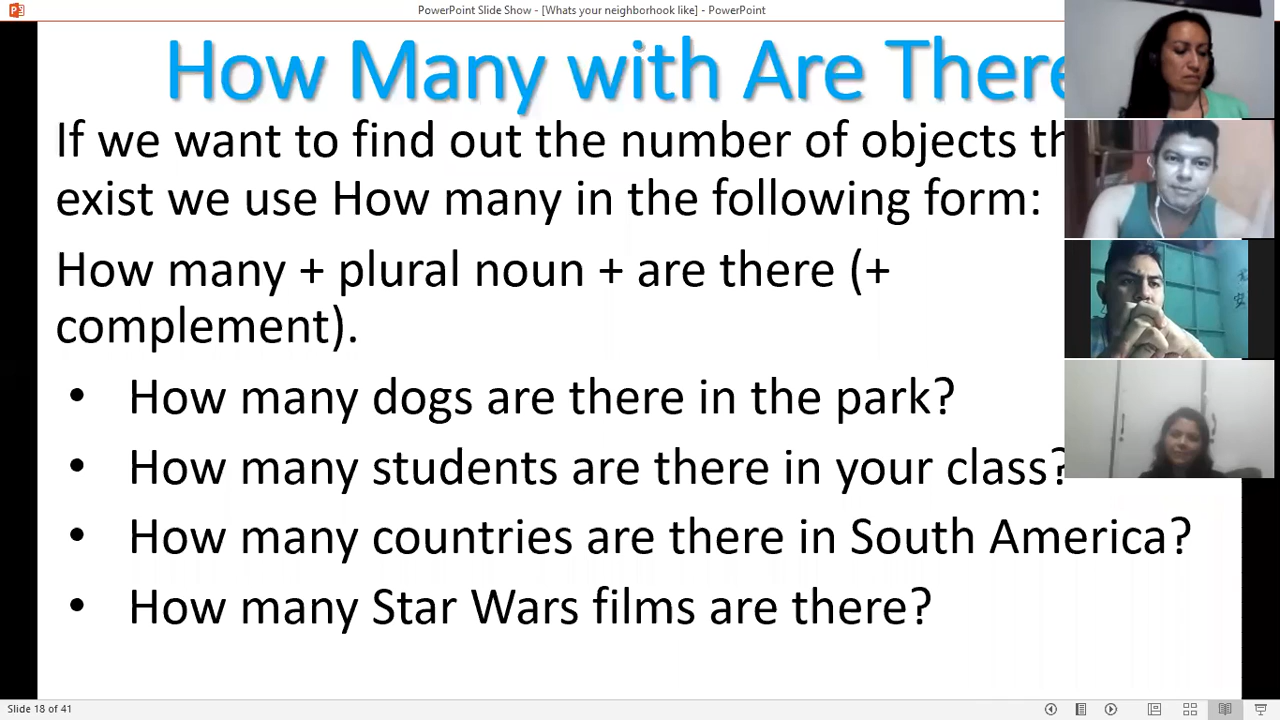 PowerPoint Slide Show - [Whats your neighborhook like] - PowerPoint
How Many with Are There
If we want to find out the number of objects th
exist we use How many in the following form:
How many + plural noun + are there (+
complement).
• How many dogs are there in the park?
• How many students are there in your class?
• How many countries are there in South America?
• How many Star Wars films are there?
Slide 18 of 41